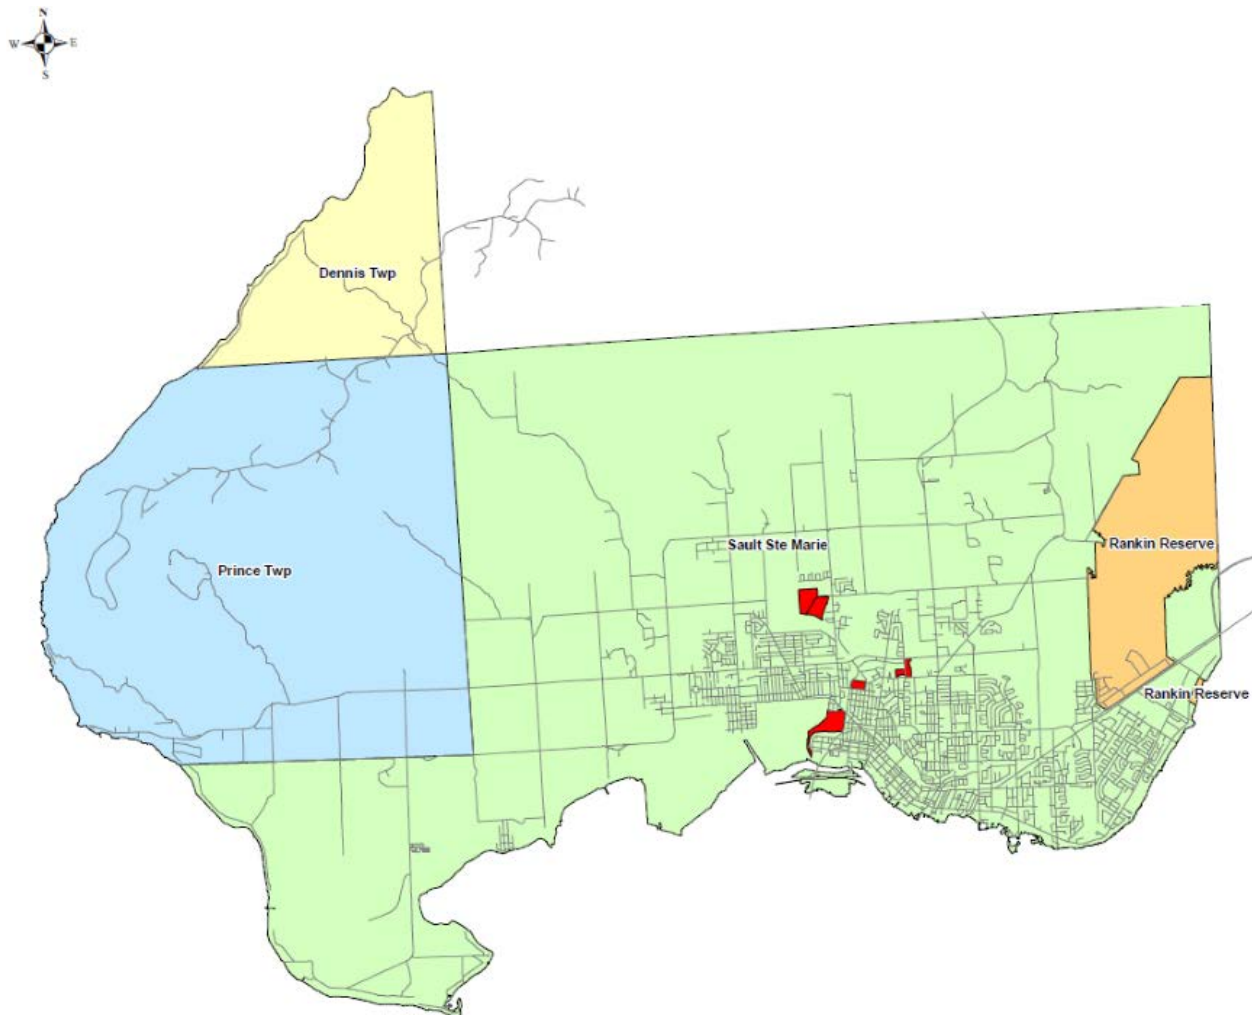 N
W E
S
Dennis Twp
Sault Ste Marie
Rankin Reserve
Prince Twp
Rankin Reserve